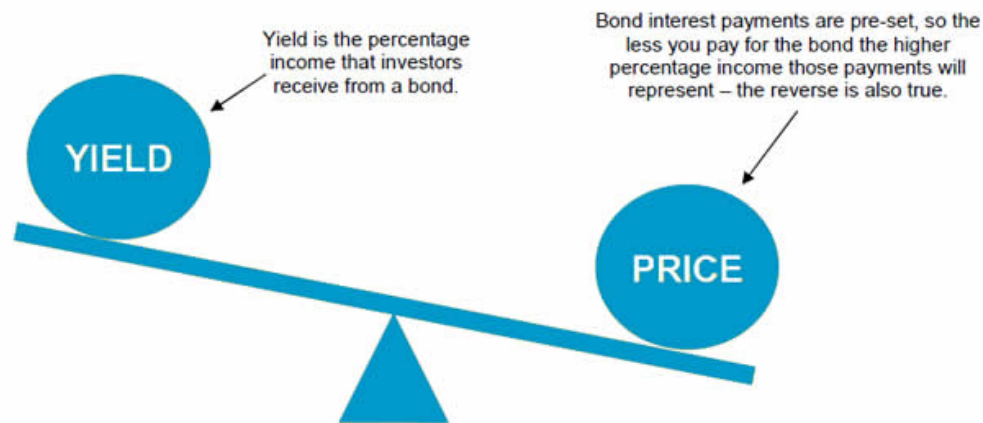 Yield is the percentage
income that investors
receive from a bond.
Bond interest payments are pre-set, so the
less you pay for the bond the higher
percentage income those payments will
represent – the reverse is also true.
YIELD
PRICE